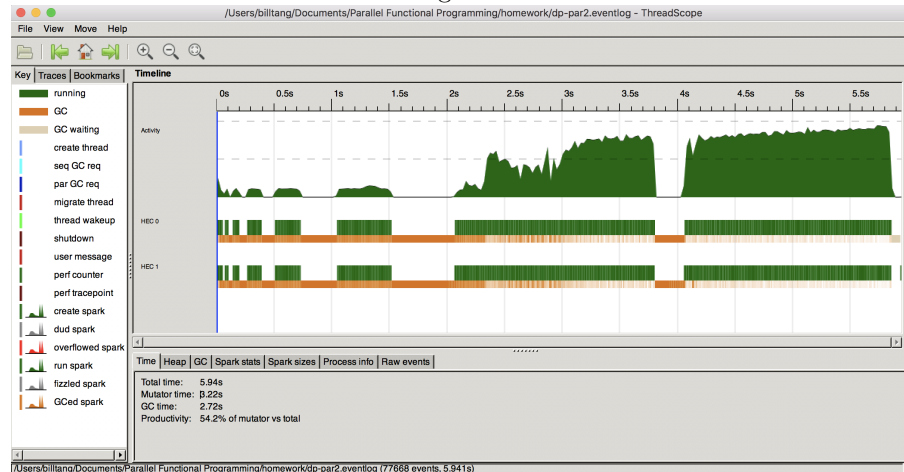 /Users/billtang/Documents/Parallel Functional Programming/homework/dp-par2.eventlog - ThreadScope
File View Move Help
Key Traces Bookmarks
running
GC
GC waiting
create thread
seq GC req
par GC req
migrate thread
thread wakeup
shutdown
user message
perf counter
perf tracepoint
create spark
dud spark
overflowed spark
run spark
fizzled spark
GCed spark
Timeline
0s 0.5s 1s 1.5s 2s 2.5s 3s 3.5s 4s 4.5s 5s 5.5s
Activity
HEC 0
HEC 1
Time Heap GC Spark stats Spark sizes Process info Raw events
Total time: 5.94s
Mutator time: 3.22s
GC time: 2.72s
Productivity: 54.2% of mutator vs total
/Users/billtang/Documents/Parallel Functional Programming/homework/dp-par2.eventlog (77668 events, 5.941s)